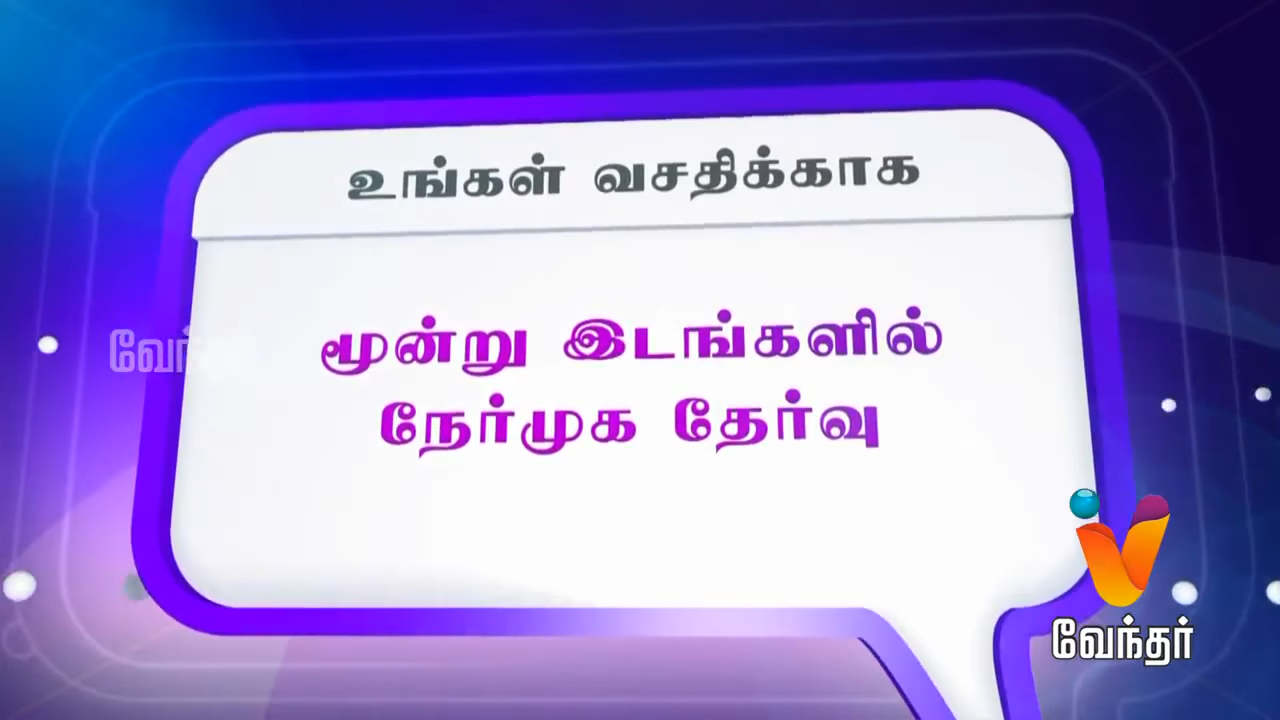 உங்கள் வசதிக்காக
மூன்று இடங்களில்
நேர்முக தேர்வு
வேந்தர்